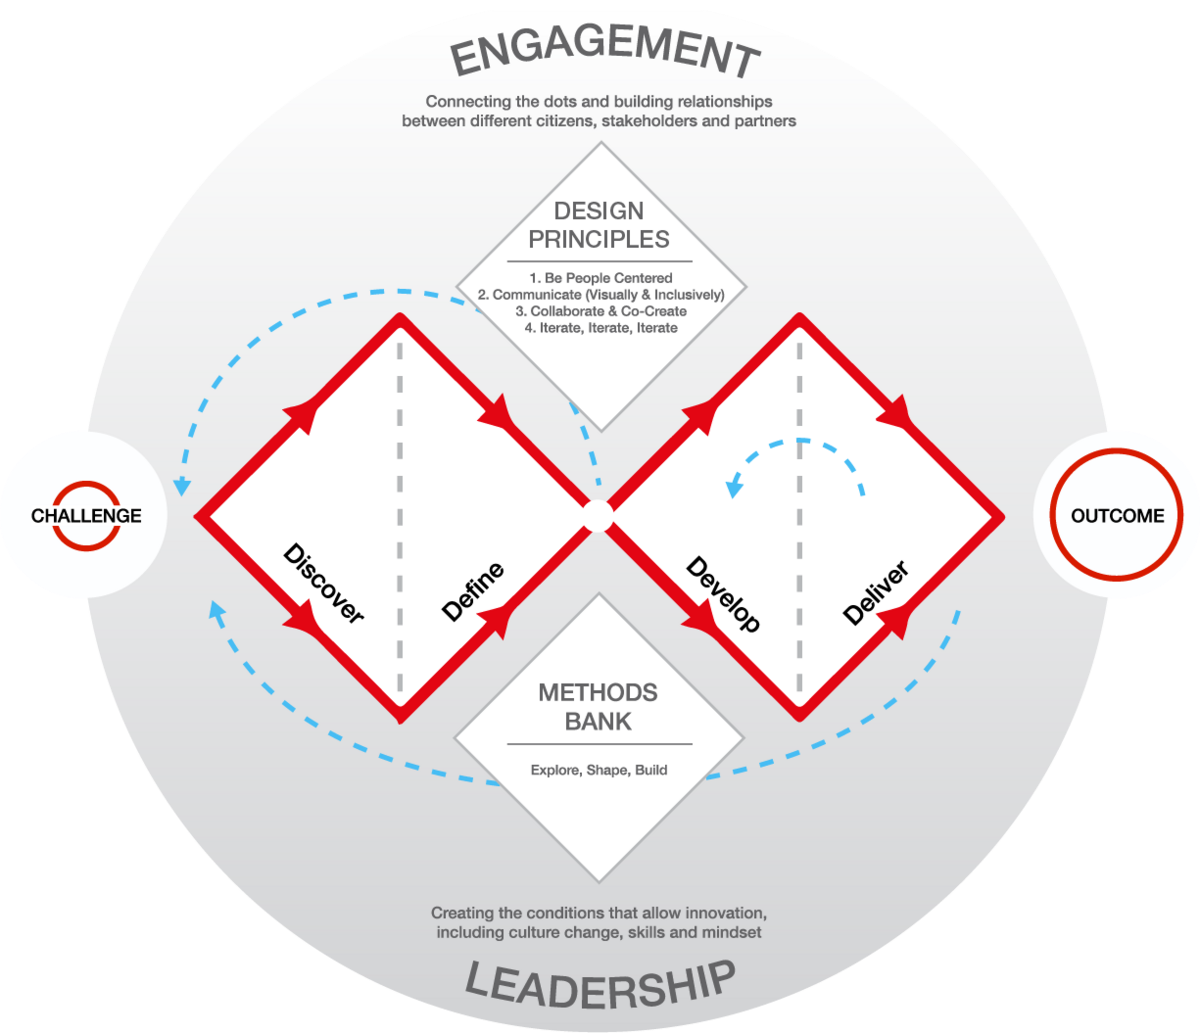 ENGAGEMENT
Connecting the dots and building relationships
between different citizens, stakeholders and partners
DESIGN
PRINCIPLES
1. Be People Centered
2. Communicate (Visually & Inclusively)
3. Collaborate & Co-Create
4. Iterate, Iterate, Iterate
CHALLENGE
OUTCOME
Discover
Define
Develop
Deliver
METHODS
BANK
Explore, Shape, Build
Creating the conditions that allow innovation,
including culture change, skills and mindset
LEADERSHIP